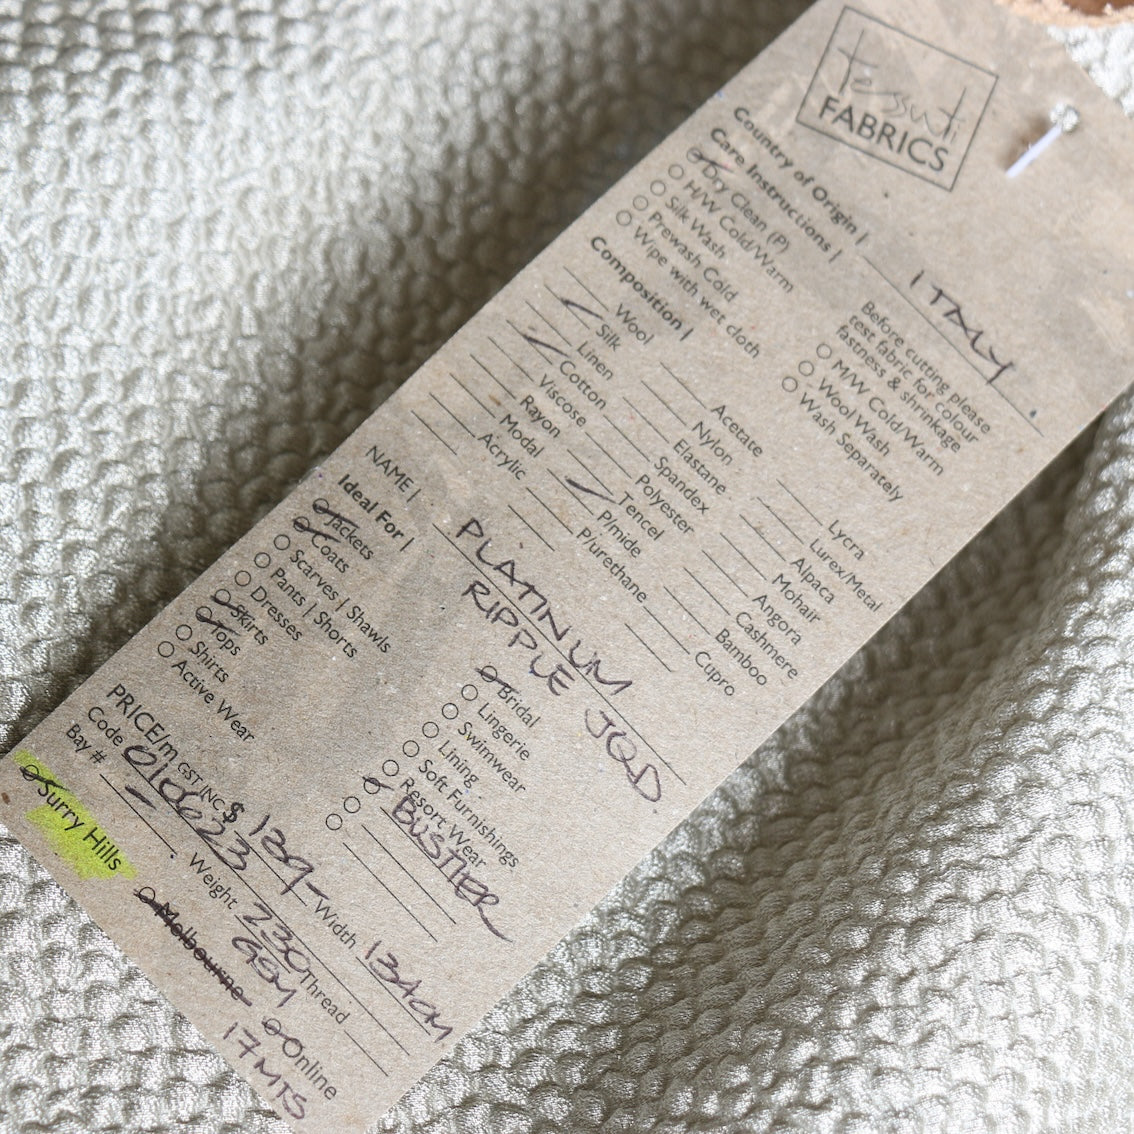 tessuti
FABRICS
Country of Origin | ITALY
Care Instructions |
Dry Clean (P)
H/W Cold/Warm
Silk Wash
Prewash Cold
Wipe with wet cloth
Before cutting please
test fabric for colour
fastness & shrinkage
M/W Cold/Warm
Wool Wash
Wash Separately
Composition |
Wool
Silk
Linen
Cotton
Viscose
Rayon
Modal
Acrylic
Acetate
Nylon
Elastane
Spandex
Polyester
Tencel
P/mide
P/urethane
Lycra
Lurex/Metal
Alpaca
Mohair
Angora
Cashmere
Bamboo
Cupro
NAME | PLATINUM
RIPPLE JQD
Ideal For |
Jackets
Coats
Scarves | Shawls
Pants | Shorts
Dresses
Skirts
Tops
Shirts
Active Wear
Bridal
Lingerie
Swimwear
Lining
Soft Furnishings
Resort Wear
BUSTIER
PRICE/m GST INC $ 139- Width 134CM
Code 010623 Weight 230 GSM Thread
Bay # -
Surry Hills
Melbourne
Online
17MTS